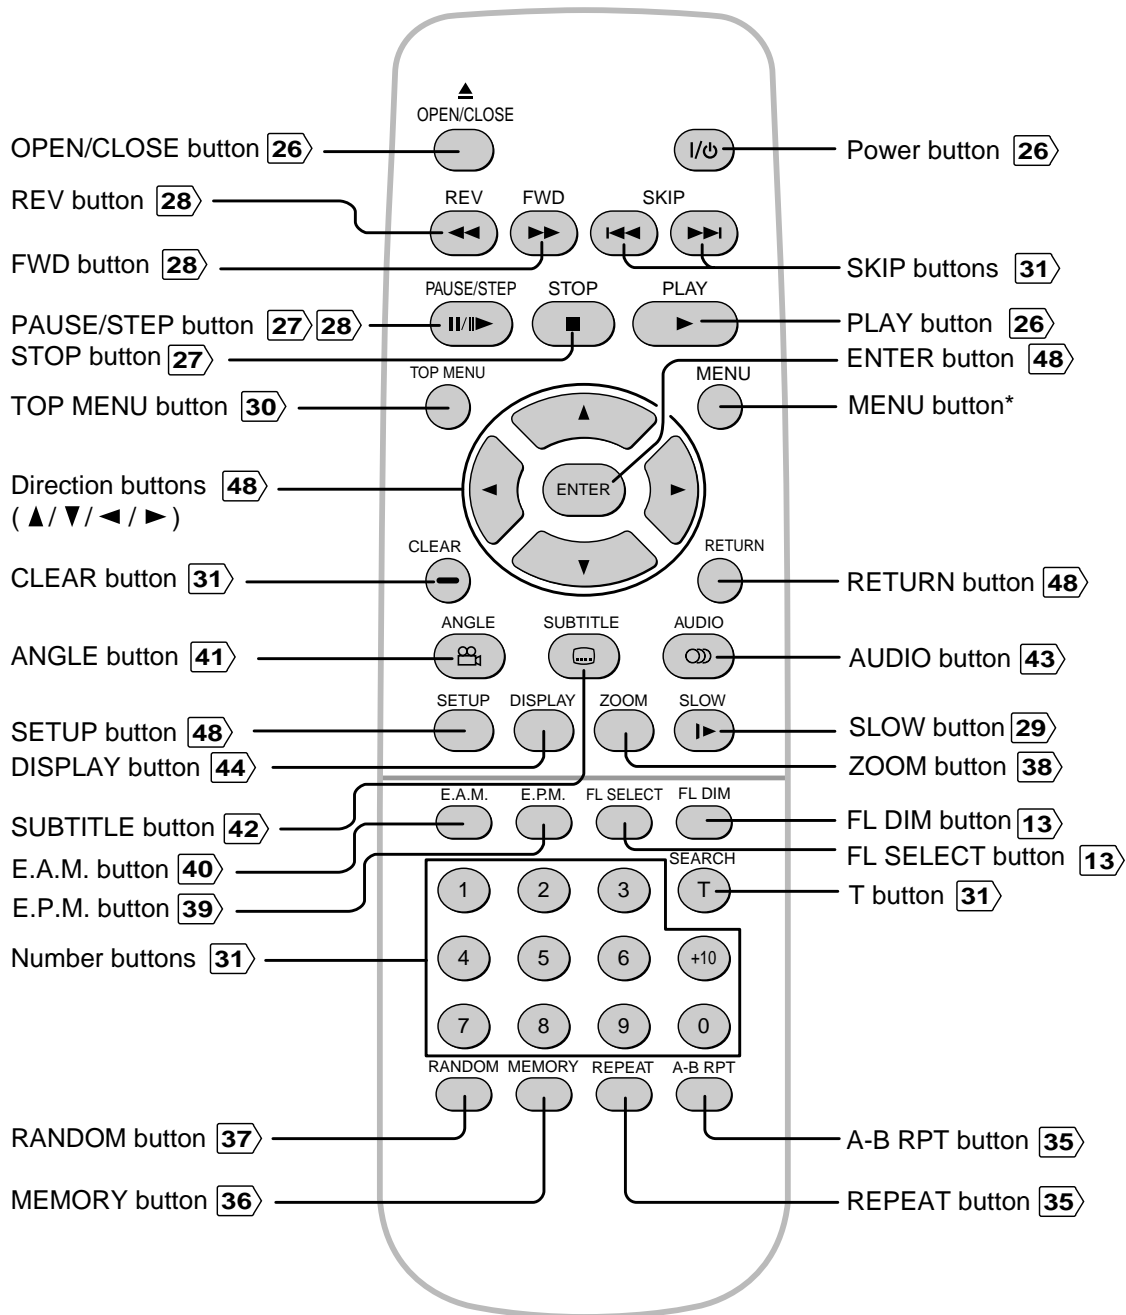 OPEN/CLOSE
OPEN/CLOSE button 26
I/
Power button 26
REV button 28
REV FWD SKIP
FWD button 28
SKIP buttons 31
PAUSE/STEP STOP PLAY
PAUSE/STEP button 27 28
PLAY button 26
STOP button 27
ENTER button 48
TOP MENU
MENU
TOP MENU button 30
MENU button*
Direction buttons 48
( ▲ / ▼ / ◄ / ► )
ENTER
CLEAR
RETURN
CLEAR button 31
RETURN button 48
ANGLE SUBTITLE AUDIO
ANGLE button 41
AUDIO button 43
SETUP DISPLAY ZOOM SLOW
SETUP button 48
SLOW button 29
DISPLAY button 44
ZOOM button 38
E.A.M. E.P.M. FL SELECT FL DIM
SUBTITLE button 42
FL DIM button 13
E.A.M. button 40
FL SELECT button 13
SEARCH
E.P.M. button 39
1 2 3 T
T button 31
Number buttons 31
4 5 6 +10
7 8 9 0
RANDOM MEMORY REPEAT A-B RPT
RANDOM button 37
A-B RPT button 35
MEMORY button 36
REPEAT button 35